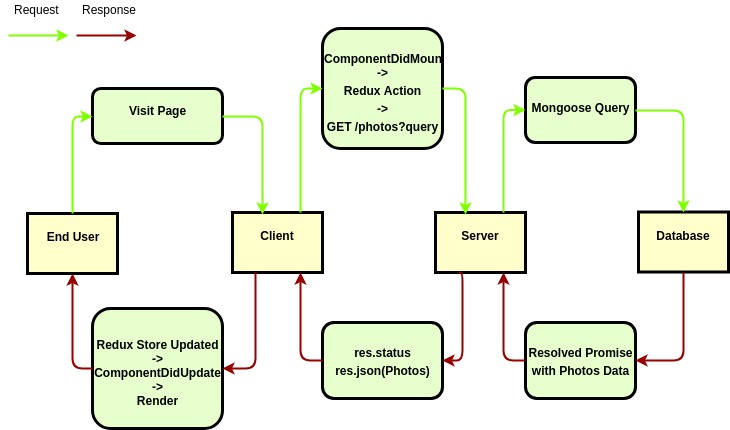 Request Response
ComponentDidMoun
->
Redux Action
->
GET /photos?query
Visit Page
Mongoose Query
End User
Client
Server
Database
Redux Store Updated
->
ComponentDidUpdate
->
Render
res.status
res.json(Photos)
Resolved Promise
with Photos Data